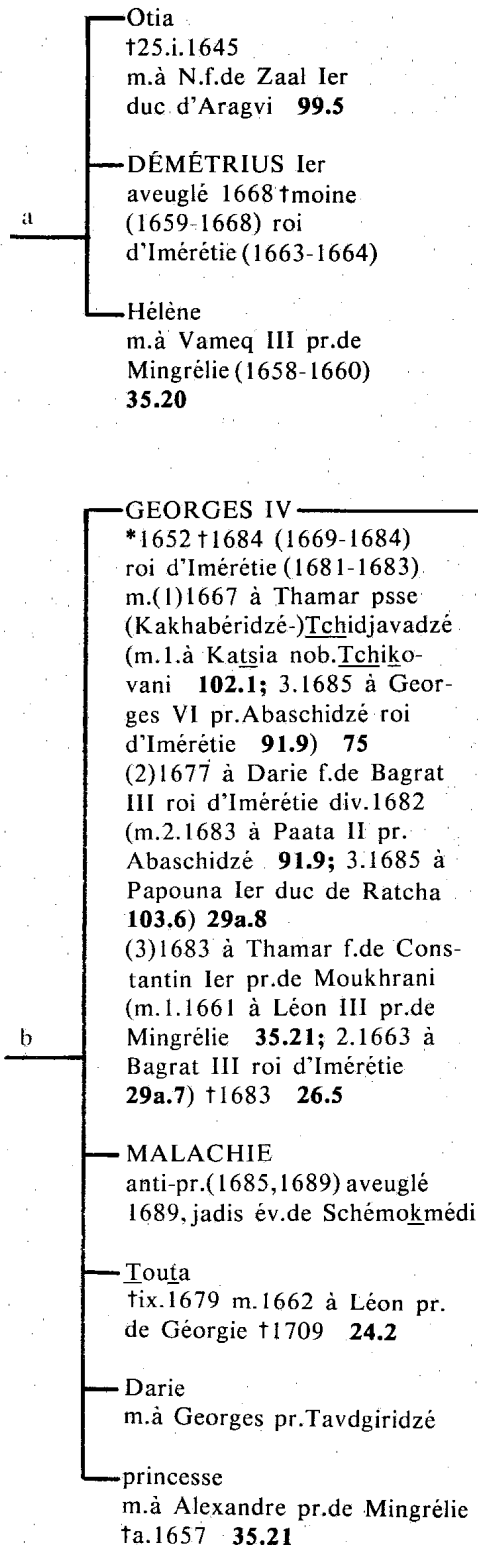 a
Otia
†25.i.1645
m.à N.f.de Zaal Ier
duc d'Aragvi 99.5
DÉMÉTRIUS Ier
aveuglé 1668 †moine
(1659-1668) roi
d'Imérétie (1663-1664)
Hélène
m.à Vameq III pr.de
Mingrélie (1658-1660)
35.20
b
GEORGES IV
*1652 †1684 (1669-1684)
roi d'Imérétie (1681-1683)
m.(1)1667 à Thamar psse
(Kakhabéridzé-)Tchidjavadzé
(m.1.à Katsia nob.Tchiko-
vani 102.1; 3.1685 à Geor-
ges VI pr.Abaschidzé roi
d'Imérétie 91.9) 75
(2)1677 à Darie f.de Bagrat
III roi d'Imérétie div.1682
(m.2.1683 à Paata II pr.
Abaschidzé 91.9; 3.1685 à
Papouna Ier duc de Ratcha
103.6) 29a.8
(3)1683 à Thamar f.de Cons-
tantin Ier pr.de Moukhrani
(m.1.1661 à Léon III pr.de
Mingrélie 35.21; 2.1663 à
Bagrat III roi d'Imérétie
29a.7) †1683 26.5
MALACHIE
anti-pr.(1685,1689) aveuglé
1689, jadis év.de Schémokmédi
Touta
†ix.1679 m.1662 à Léon pr.
de Géorgie †1709 24.2
Darie
m.à Georges pr.Tavdgiridzé
princesse
m.à Alexandre pr.de Mingrélie
†a.1657 35.21